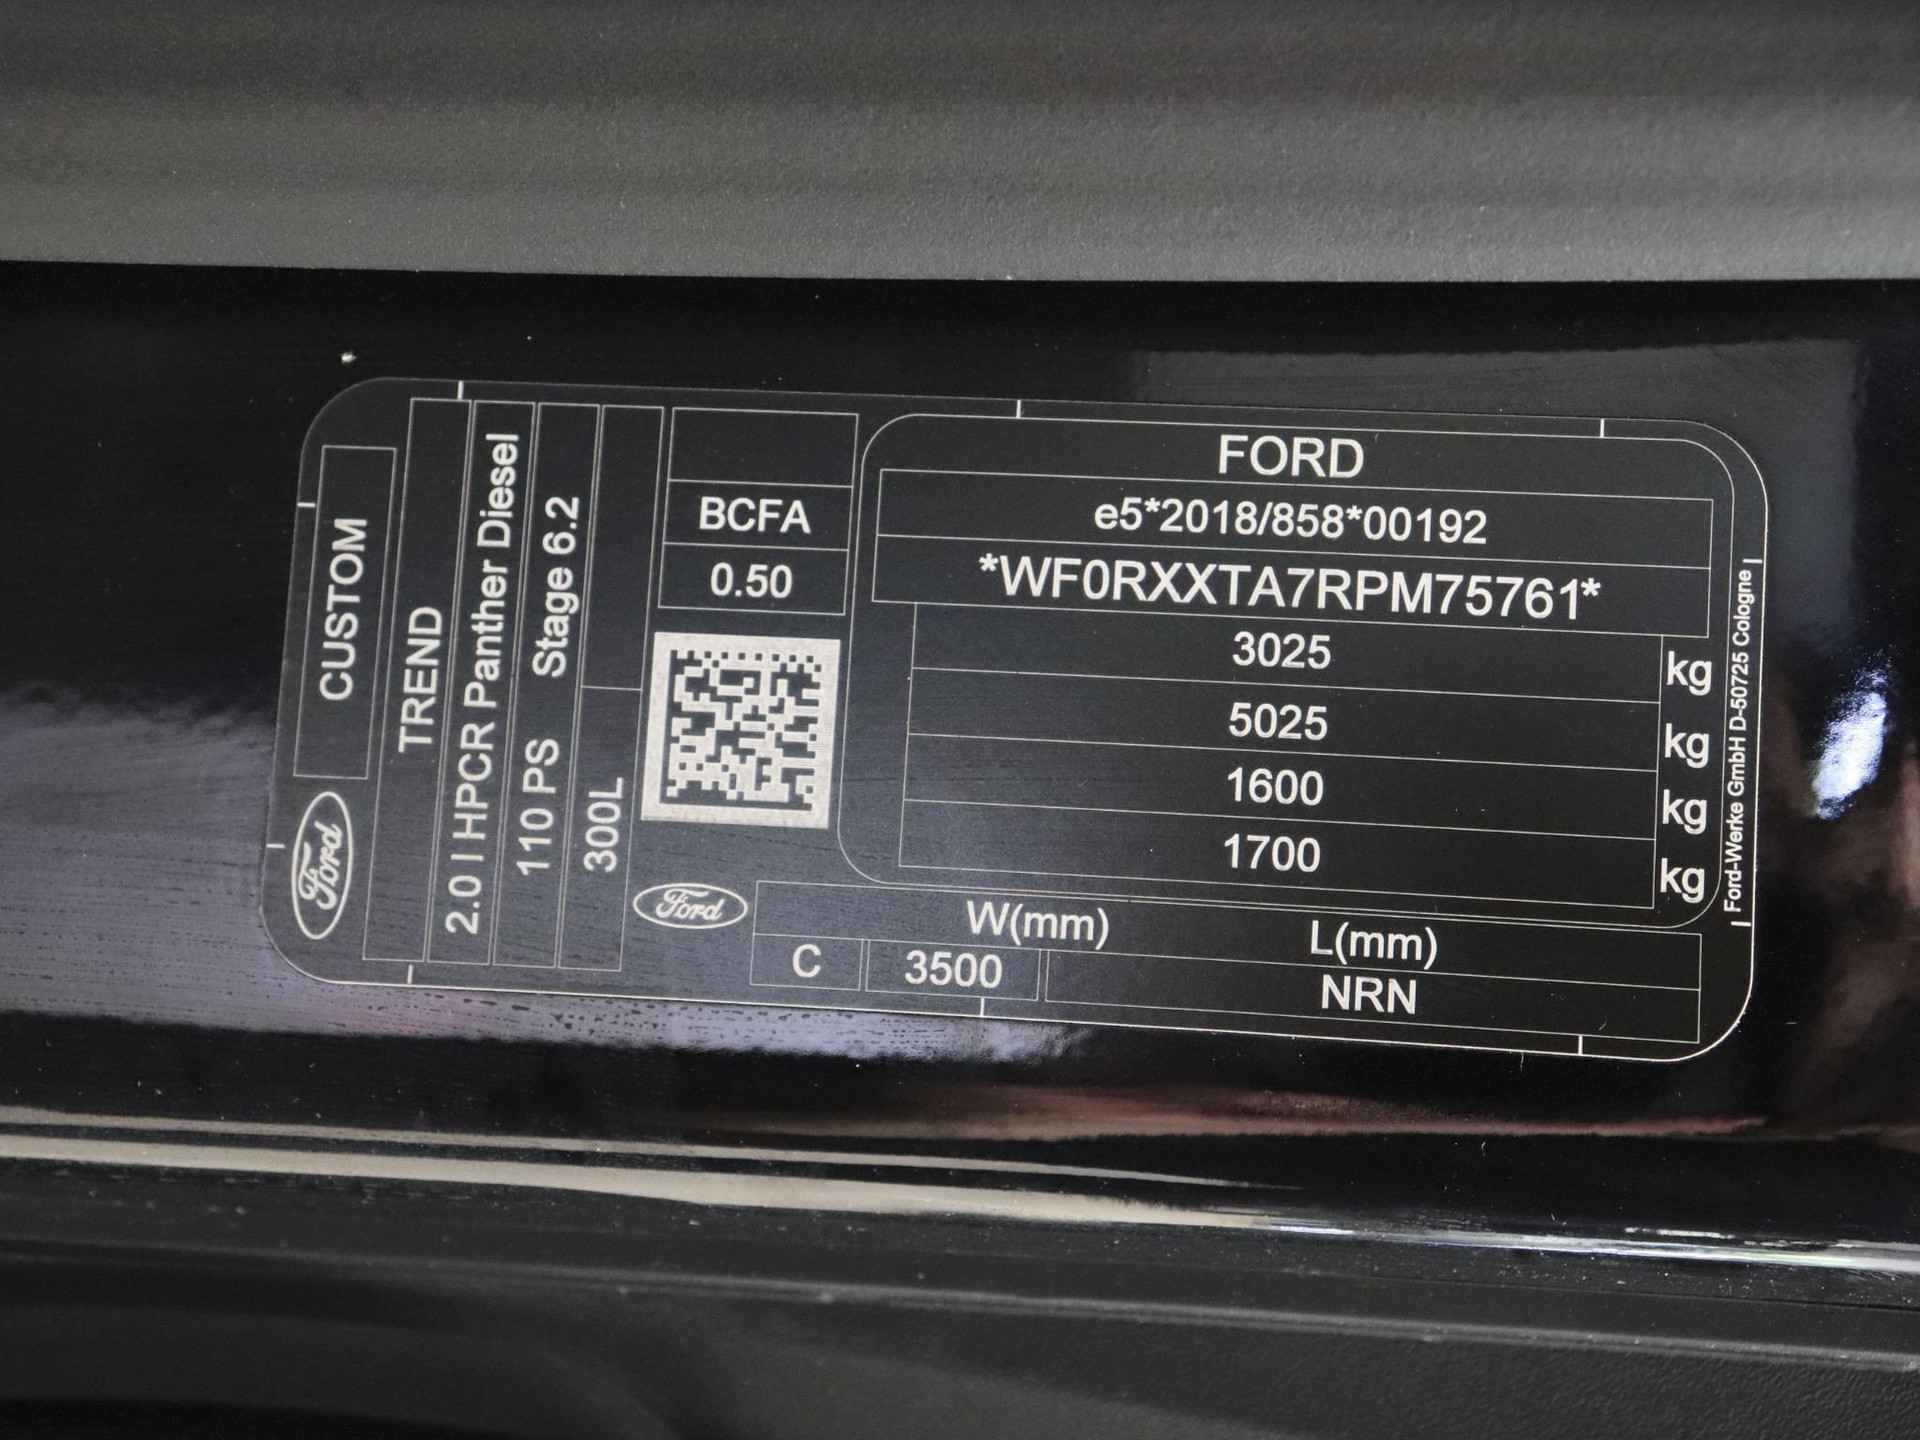 CUSTOM
Ford
TREND
2.0 l HPCR Panther Diesel
110 PS Stage 6.2
300L
BCFA
0.50
Ford
FORD
e5*2018/858*00192
*WF0RXXTA7RPM75761*
3025 kg
5025 kg
1600 kg
1700 kg
W(mm) L(mm)
C 3500 NRN
Ford-Werke GmbH D-50725 Cologne